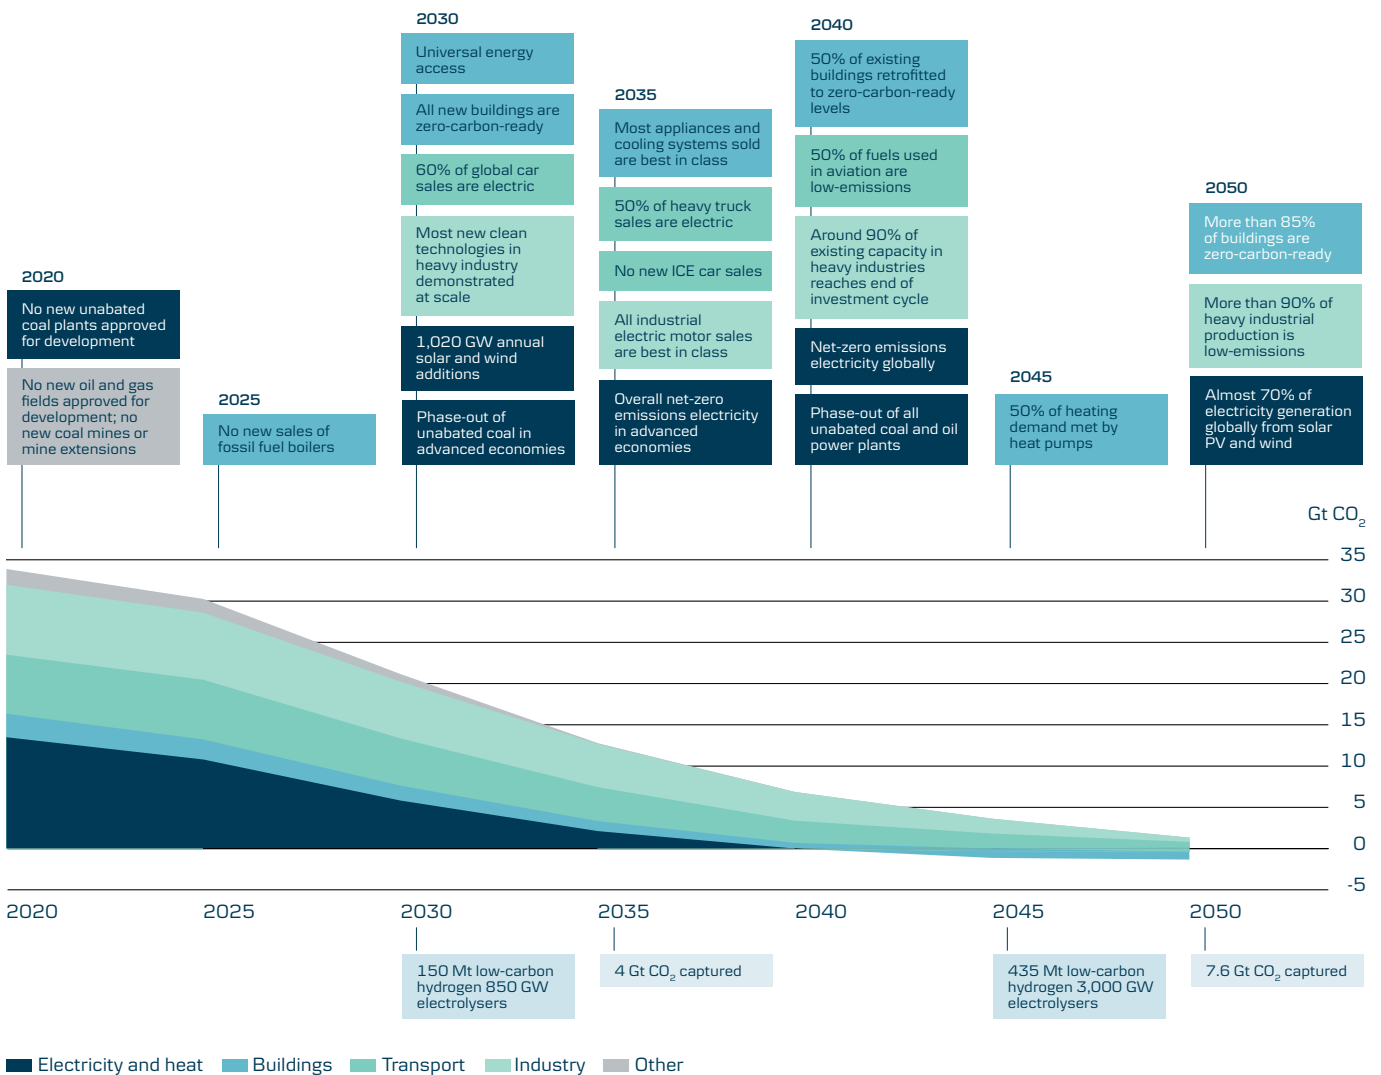 2020
No new unabated
coal plants approved
for development
No new oil and gas
fields approved for
development; no
new coal mines or
mine extensions
2025
No new sales of
fossil fuel boilers
2030
Universal energy
access
All new buildings are
zero-carbon-ready
60% of global car
sales are electric
Most new clean
technologies in
heavy industry
demonstrated
at scale
1,020 GW annual
solar and wind
additions
Phase-out of
unabated coal in
advanced economies
2035
Most appliances and
cooling systems sold
are best in class
50% of heavy truck
sales are electric
No new ICE car sales
All industrial
electric motor sales
are best in class
Overall net-zero
emissions electricity
in advanced
economies
2040
50% of existing
buildings retrofitted
to zero-carbon-ready
levels
50% of fuels used
in aviation are
low-emissions
Around 90% of
existing capacity in
heavy industries
reaches end of
investment cycle
Net-zero emissions
electricity globally
Phase-out of all
unabated coal and oil
power plants
2045
50% of heating
demand met by
heat pumps
2050
More than 85%
of buildings are
zero-carbon-ready
More than 90% of
heavy industrial
production is
low-emissions
Almost 70% of
electricity generation
globally from solar
PV and wind
Gt CO2
35
30
25
20
15
10
5
0
-5
2020 2025 2030 2035 2040 2045 2050
150 Mt low-carbon
hydrogen 850 GW
electrolysers
4 Gt CO2 captured
435 Mt low-carbon
hydrogen 3,000 GW
electrolysers
7.6 Gt CO2 captured
Electricity and heat Buildings Transport Industry Other